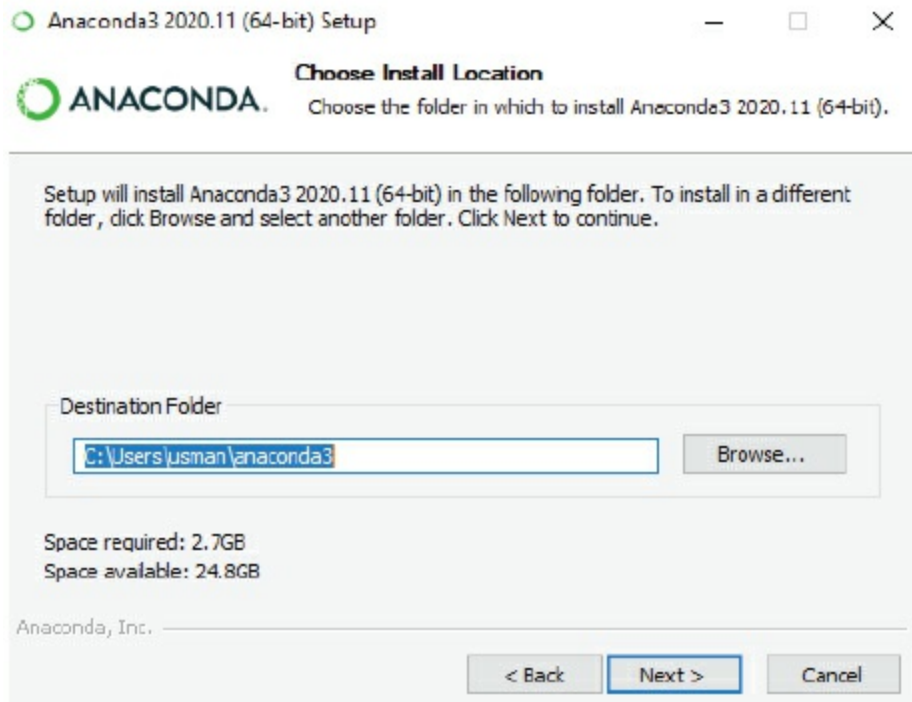 Anaconda3 2020.11 (64-bit) Setup
ANACONDA.
Choose Install Location
Choose the folder in which to install Anaconda3 2020.11 (64-bit).
Setup will install Anaconda3 2020.11 (64-bit) in the following folder. To install in a different
folder, click Browse and select another folder. Click Next to continue.
Destination Folder
C:\Users\usman\anaconda3
Browse...
Space required: 2.7GB
Space available: 24.8GB
Anaconda, Inc.
< Back
Next >
Cancel